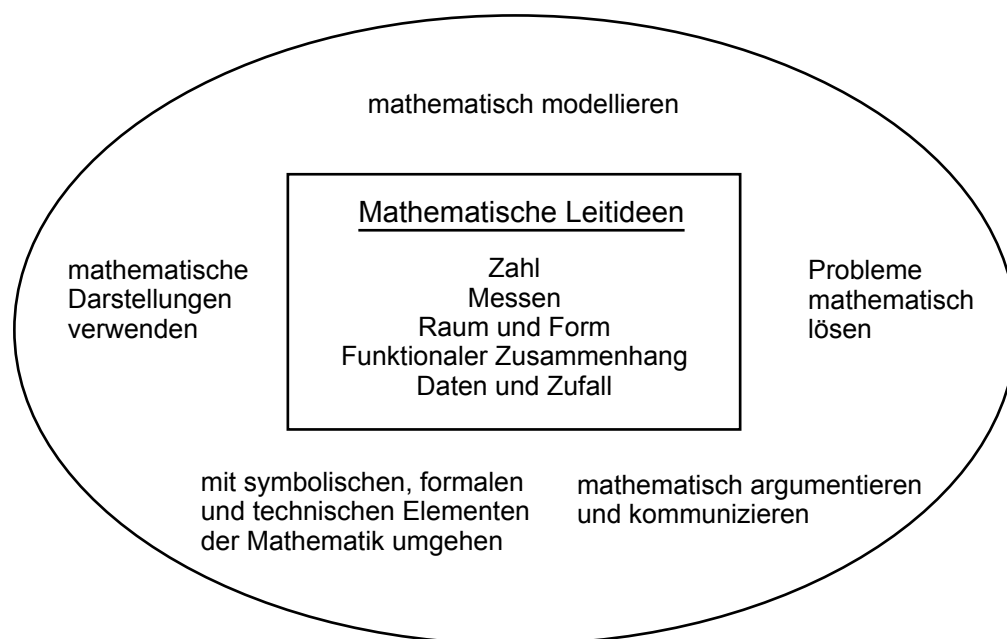 mathematisch modellieren
Mathematische Leitideen
Zahl
Messen
Raum und Form
Funktionaler Zusammenhang
Daten und Zufall
mathematische
Darstellungen
verwenden
Probleme
mathematisch
lösen
mit symbolischen, formalen
und technischen Elementen
der Mathematik umgehen
mathematisch argumentieren
und kommunizieren